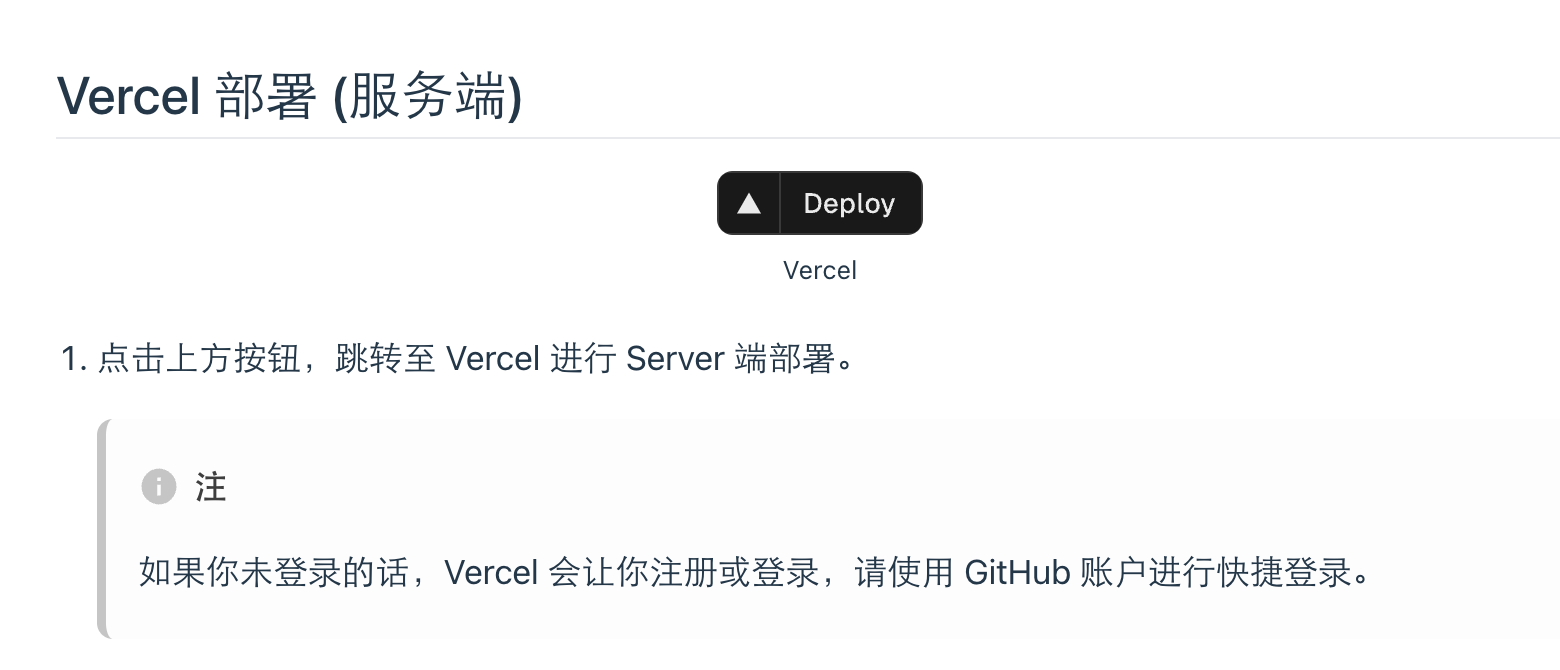 Vercel 部署 (服务端)
Deploy
Vercel
1. 点击上方按钮，跳转至 Vercel 进行 Server 端部署。
注
如果你未登录的话，Vercel 会让你注册或登录，请使用 GitHub 账户进行快捷登录。